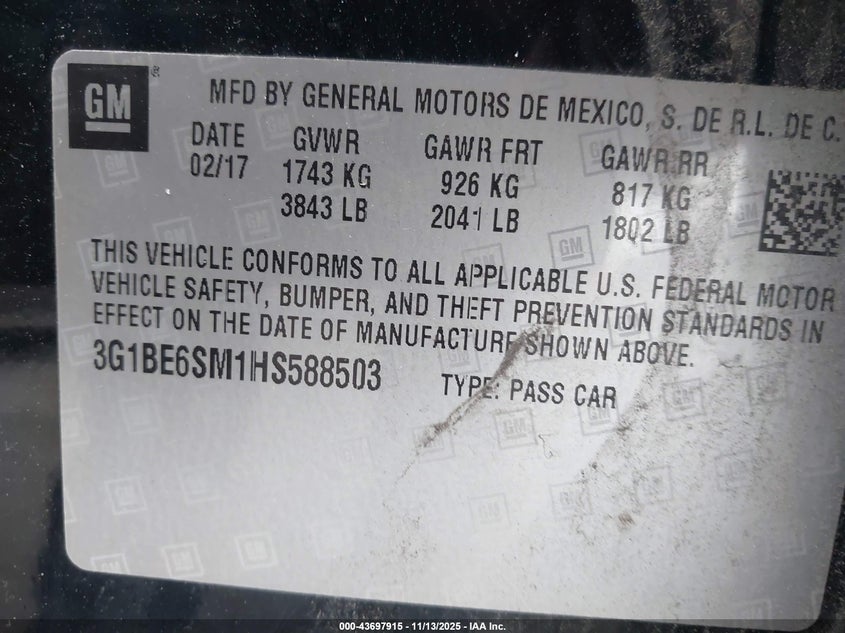 GM
MFD BY GENERAL MOTORS DE MEXICO, S. DE R.L. DE C.
DATE GVWR GAWR FRT GAWR RR
02/17 1743 KG 926 KG 817 KG
3843 LB 2041 LB 1802 LB
THIS VEHICLE CONFORMS TO ALL APPLICABLE U.S. FEDERAL MOTOR
VEHICLE SAFETY, BUMPER, AND THEFT PREVENTION STANDARDS IN
EFFECT ON THE DATE OF MANUFACTURE SHOWN ABOVE.
3G1BE6SM1HS588503 TYPE: PASS CAR
000-43697915 - 11/13/2025 - IAA Inc.